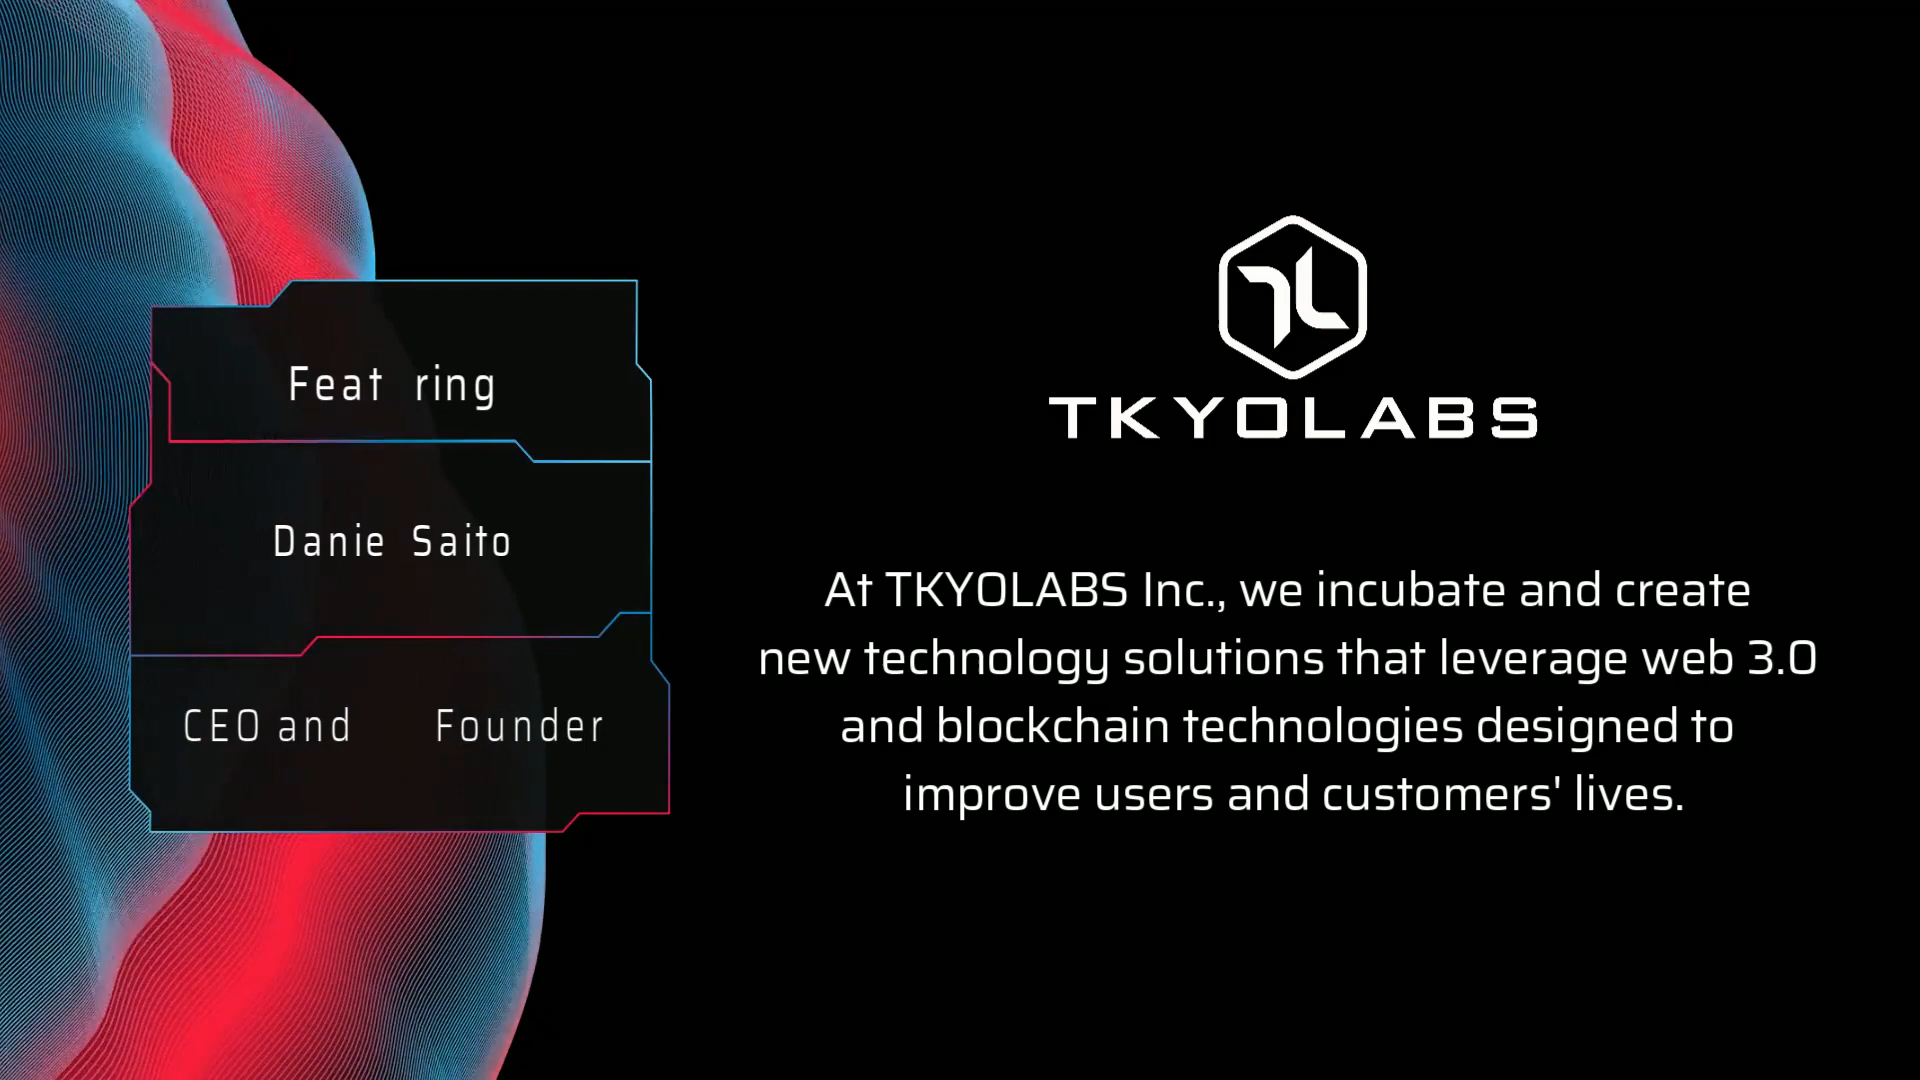 Feat ring
Danie Saito
CEO and Founder
TKYOLABS
At TKYOLABS Inc., we incubate and create
new technology solutions that leverage web 3.0
and blockchain technologies designed to
improve users and customers' lives.